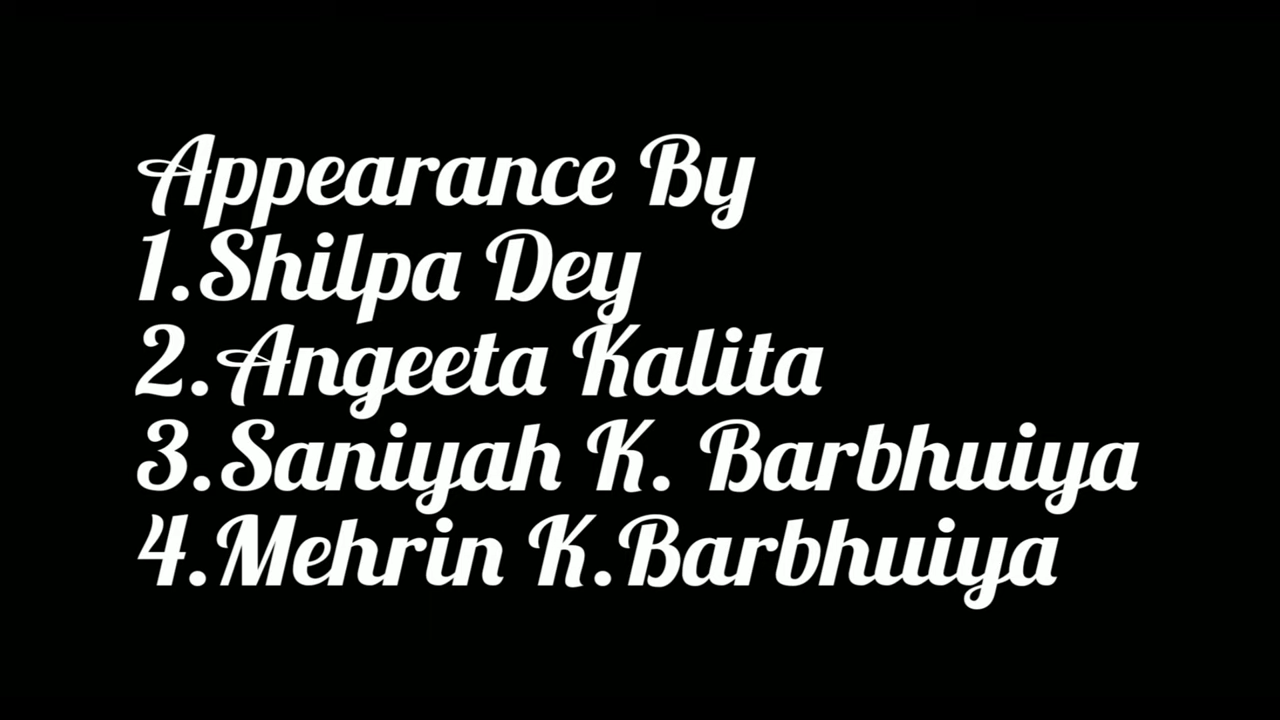 Appearance By
1.Shilpa Dey
2.Angeeta Kalita
3.Saniyah K. Barbhuiya
4.Mehrin K.Barbhuiya